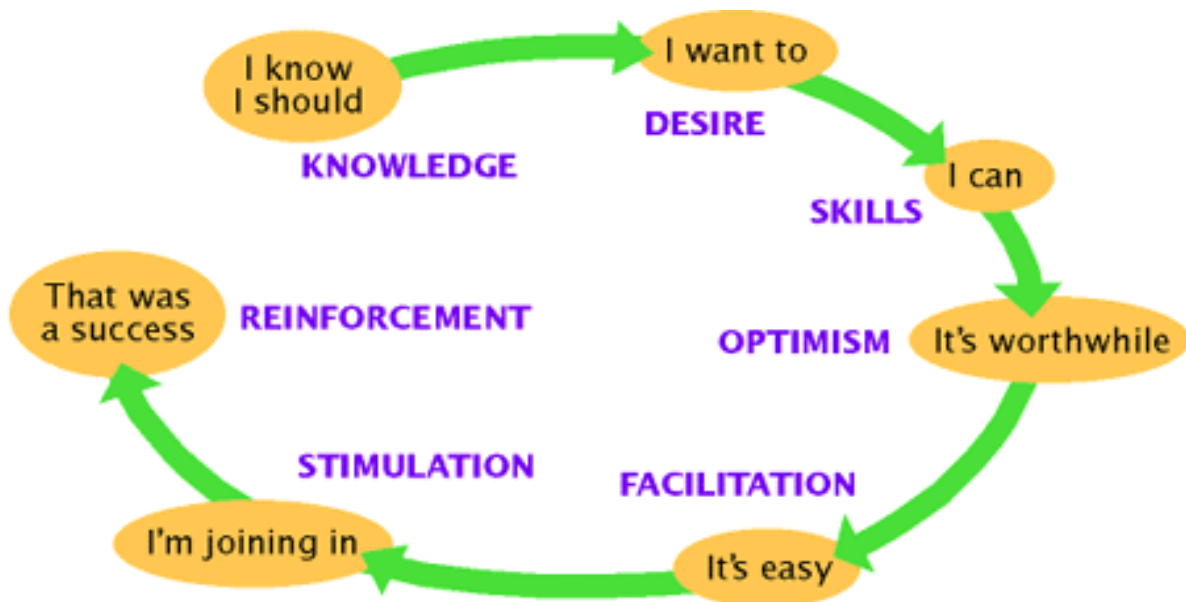 I know
I should
KNOWLEDGE
I want to
DESIRE
I can
SKILLS
It's worthwhile
OPTIMISM
It's easy
FACILITATION
I'm joining in
STIMULATION
That was
a success
REINFORCEMENT